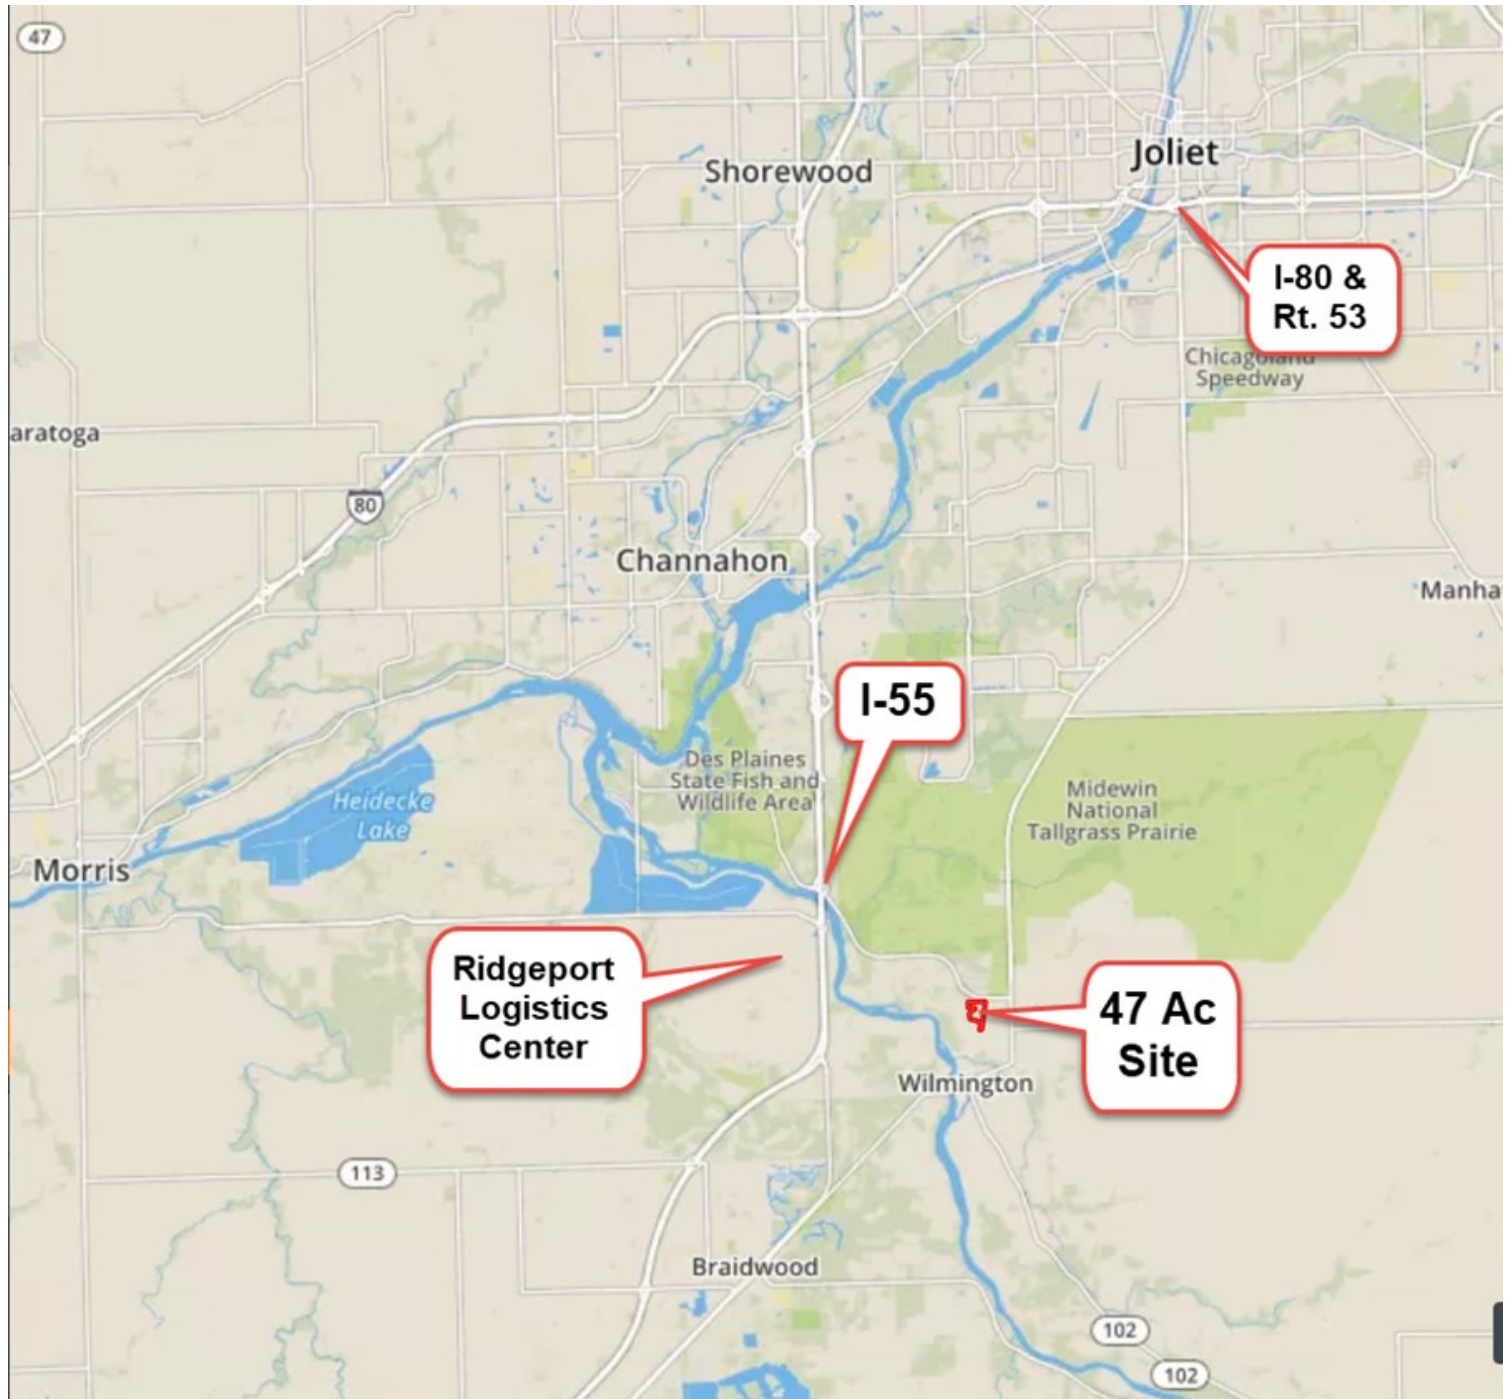 47
Joliet
Shorewood
I-80 &
Rt. 53
Chicagoland
Speedway
aratoga
80
Channahon
Manha
I-55
Des Plaines
State Fish and
Wildlife Area
Midewin
National
Tallgrass Prairie
Heidecke
Lake
Morris
Ridgeport
Logistics
Center
47 Ac
Site
Wilmington
113
Braidwood
102
102